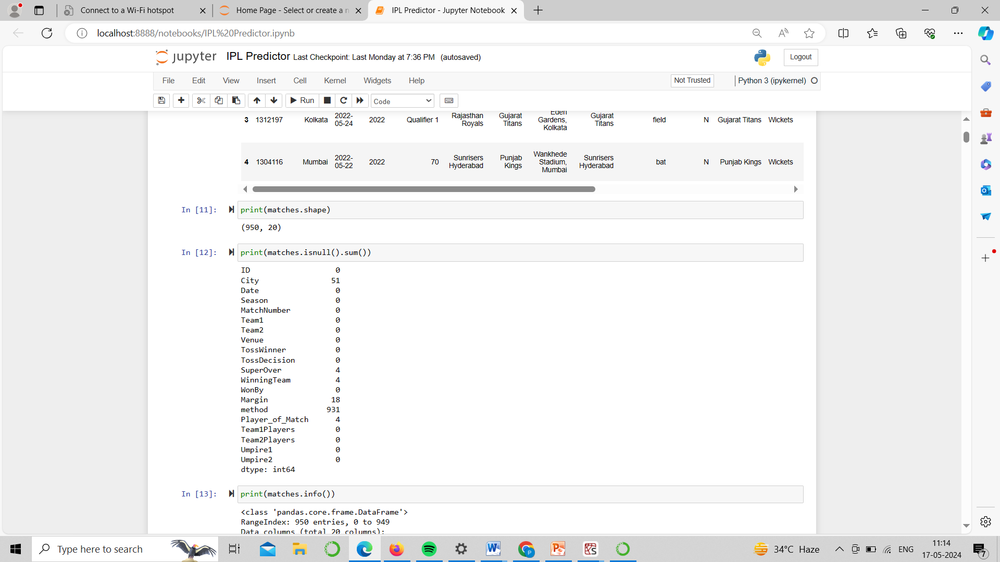 Connect to a Wi-Fi hotspot
Home Page - Select or create a n
IPL Predictor - Jupyter Notebook
localhost:8888/notebooks/IPL%20Predictor.ipynb
jupyter IPL Predictor Last Checkpoint: Last Monday at 7:36 PM (autosaved)
Logout
File Edit View Insert Cell Kernel Widgets Help
Not Trusted
Python 3 (ipykernel)
Run
Code
3 1312197 Kolkata 2022-05-24 2022 Qualifier 1 Rajasthan Royals Gujarat Titans Eden Gardens, Kolkata Gujarat Titans field N Gujarat Titans Wickets
4 1304116 Mumbai 2022-05-22 2022 70 Sunrisers Hyderabad Punjab Kings Wankhede Stadium, Mumbai Sunrisers Hyderabad bat N Punjab Kings Wickets
In [11]: print(matches.shape)
(950, 20)
In [12]: print(matches.isnull().sum())
ID 0
City 51
Date 0
Season 0
MatchNumber 0
Team1 0
Team2 0
Venue 0
TossWinner 0
TossDecision 0
SuperOver 4
WinningTeam 4
WonBy 0
Margin 18
method 931
Player_of_Match 4
Team1Players 0
Team2Players 0
Umpire1 0
Umpire2 0
dtype: int64
In [13]: print(matches.info())
<class 'pandas.core.frame.DataFrame'>
RangeIndex: 950 entries, 0 to 949
Data columns (total 20 columns):
Type here to search
34°C Haze
ENG
11:14
17-05-2024
7